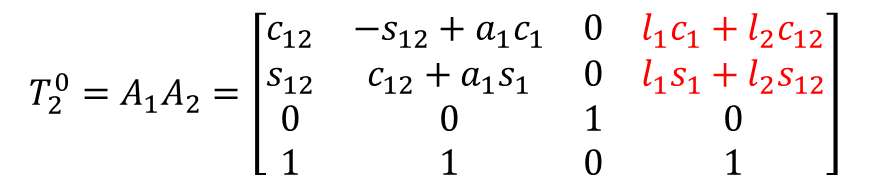 T₂⁰ = A₁A₂ =
c₁₂ −s₁₂ + a₁c₁ 0 l₁c₁ + l₂c₁₂
s₁₂ c₁₂ + a₁s₁ 0 l₁s₁ + l₂s₁₂
0 0 1 0
1 1 0 1